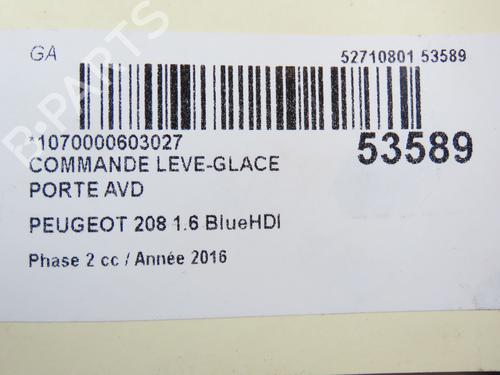 GA
52710801 53589
*1070000603027
53589
COMMANDE LEVE-GLACE
PORTE AVD
PEUGEOT 208 1.6 BlueHDI
Phase 2 cc / Année 2016
B-PARTS